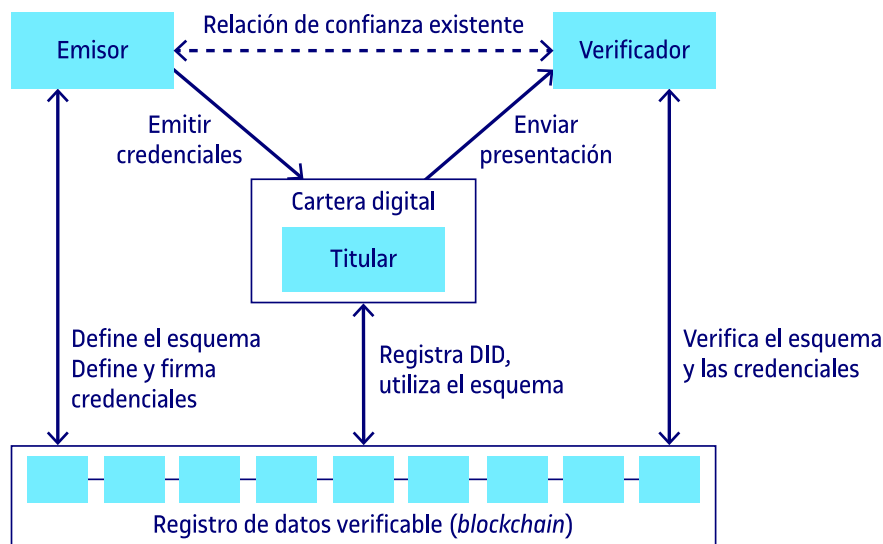 Relación de confianza existente
Emisor
Verificador
Emitir
credenciales
Enviar
presentación
Cartera digital
Titular
Define el esquema
Define y firma
credenciales
Registra DID,
utiliza el esquema
Verifica el esquema
y las credenciales
Registro de datos verificable (blockchain)